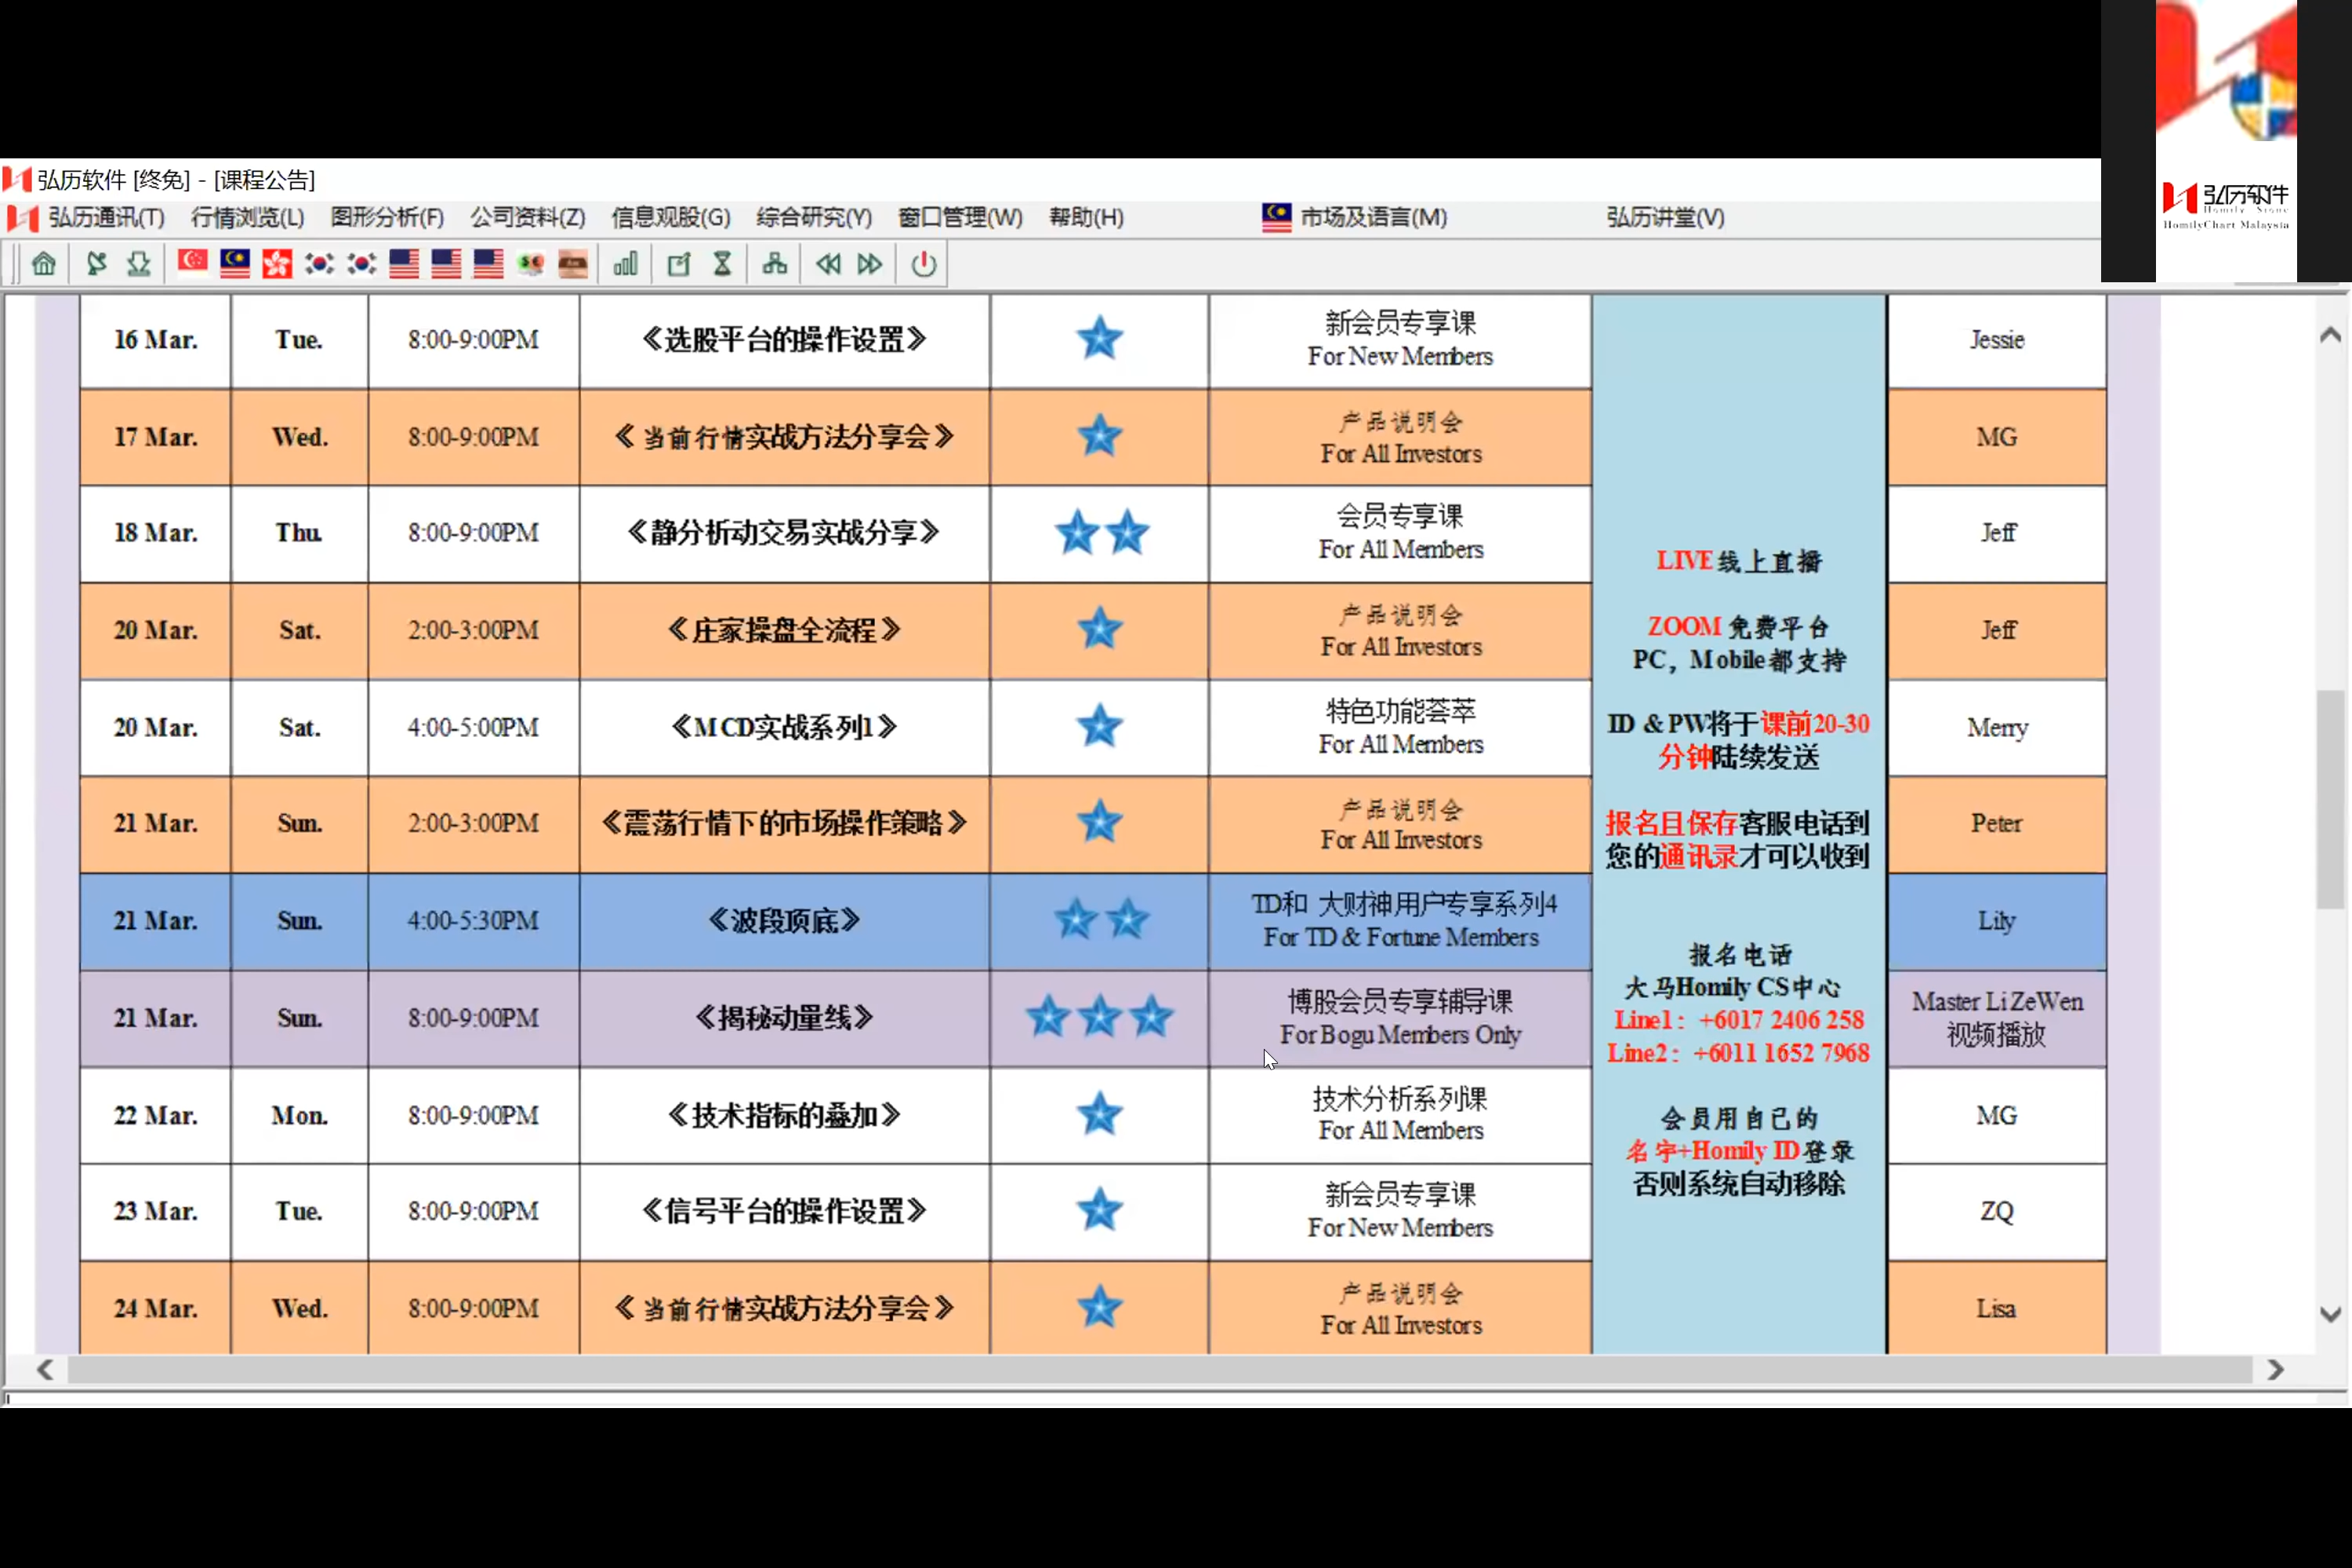 弘历软件
HomilyChart Malaysia
弘历软件 [终免] - [课程公告]
弘历通讯(T) 行情浏览(L) 图形分析(F) 公司资料(Z) 信息观股(G) 综合研究(Y) 窗口管理(W) 帮助(H) 市场及语言(M) 弘历讲堂(V)
16 Mar. Tue. 8:00-9:00PM 《选股平台的操作设置》 新会员专享课 Jessie
For New Members
17 Mar. Wed. 8:00-9:00PM 《当前行情实战方法分享会》 产品说明会 MG
For All Investors
18 Mar. Thu. 8:00-9:00PM 《静分析动交易实战分享》 会员专享课 Jeff
For All Members
20 Mar. Sat. 2:00-3:00PM 《庄家操盘全流程》 产品说明会 Jeff
For All Investors
20 Mar. Sat. 4:00-5:00PM 《MCD实战系列1》 特色功能荟萃 Merry
For All Members
21 Mar. Sun. 2:00-3:00PM 《震荡行情下的市场操作策略》 产品说明会 Peter
For All Investors
21 Mar. Sun. 4:00-5:30PM 《波段顶底》 TD和 大财神用户专享系列4 Lily
For TD & Fortune Members
21 Mar. Sun. 8:00-9:00PM 《揭秘动量线》 博股会员专享辅导课 Master Li ZeWen
For Bogu Members Only 视频播放
22 Mar. Mon. 8:00-9:00PM 《技术指标的叠加》 技术分析系列课 MG
For All Members
23 Mar. Tue. 8:00-9:00PM 《信号平台的操作设置》 新会员专享课 ZQ
For New Members
24 Mar. Wed. 8:00-9:00PM 《当前行情实战方法分享会》 产品说明会 Lisa
For All Investors
LIVE线上直播
ZOOM 免费平台
PC，Mobile都支持
ID & PW将于课前20-30
分钟陆续发送
报名且保存客服电话到
您的通讯录才可以收到
报名电话
大马Homily CS中心
Line1： +6017 2406 258
Line2： +6011 1652 7968
会员用自己的
名字+Homily ID登录
否则系统自动移除